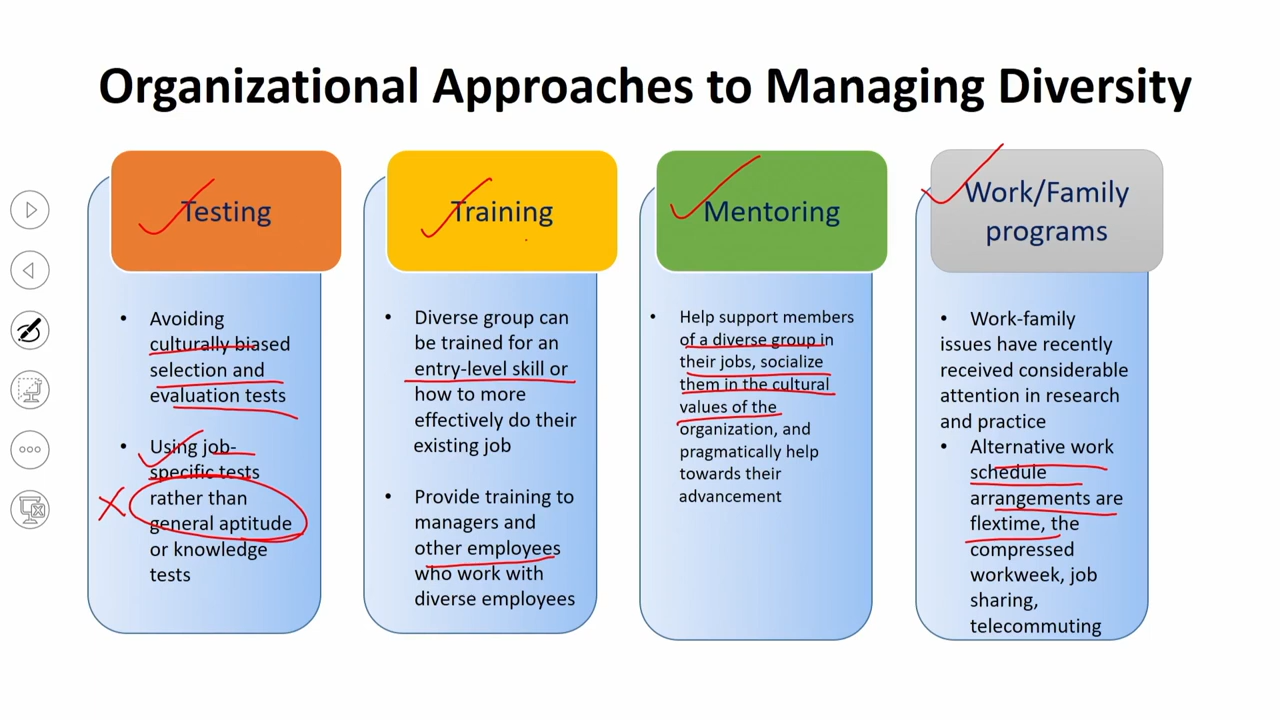 Organizational Approaches to Managing Diversity
Testing
• Avoiding
culturally biased
selection and
evaluation tests
• Using job-
specific tests
rather than
general aptitude
or knowledge
tests
Training
• Diverse group can
be trained for an
entry-level skill or
how to more
effectively do their
existing job
• Provide training to
managers and
other employees
who work with
diverse employees
Mentoring
• Help support members
of a diverse group in
their jobs, socialize
them in the cultural
values of the
organization, and
pragmatically help
towards their
advancement
Work/Family
programs
• Work-family
issues have recently
received considerable
attention in research
and practice
• Alternative work
schedule
arrangements are
flextime, the
compressed
workweek, job
sharing,
telecommuting